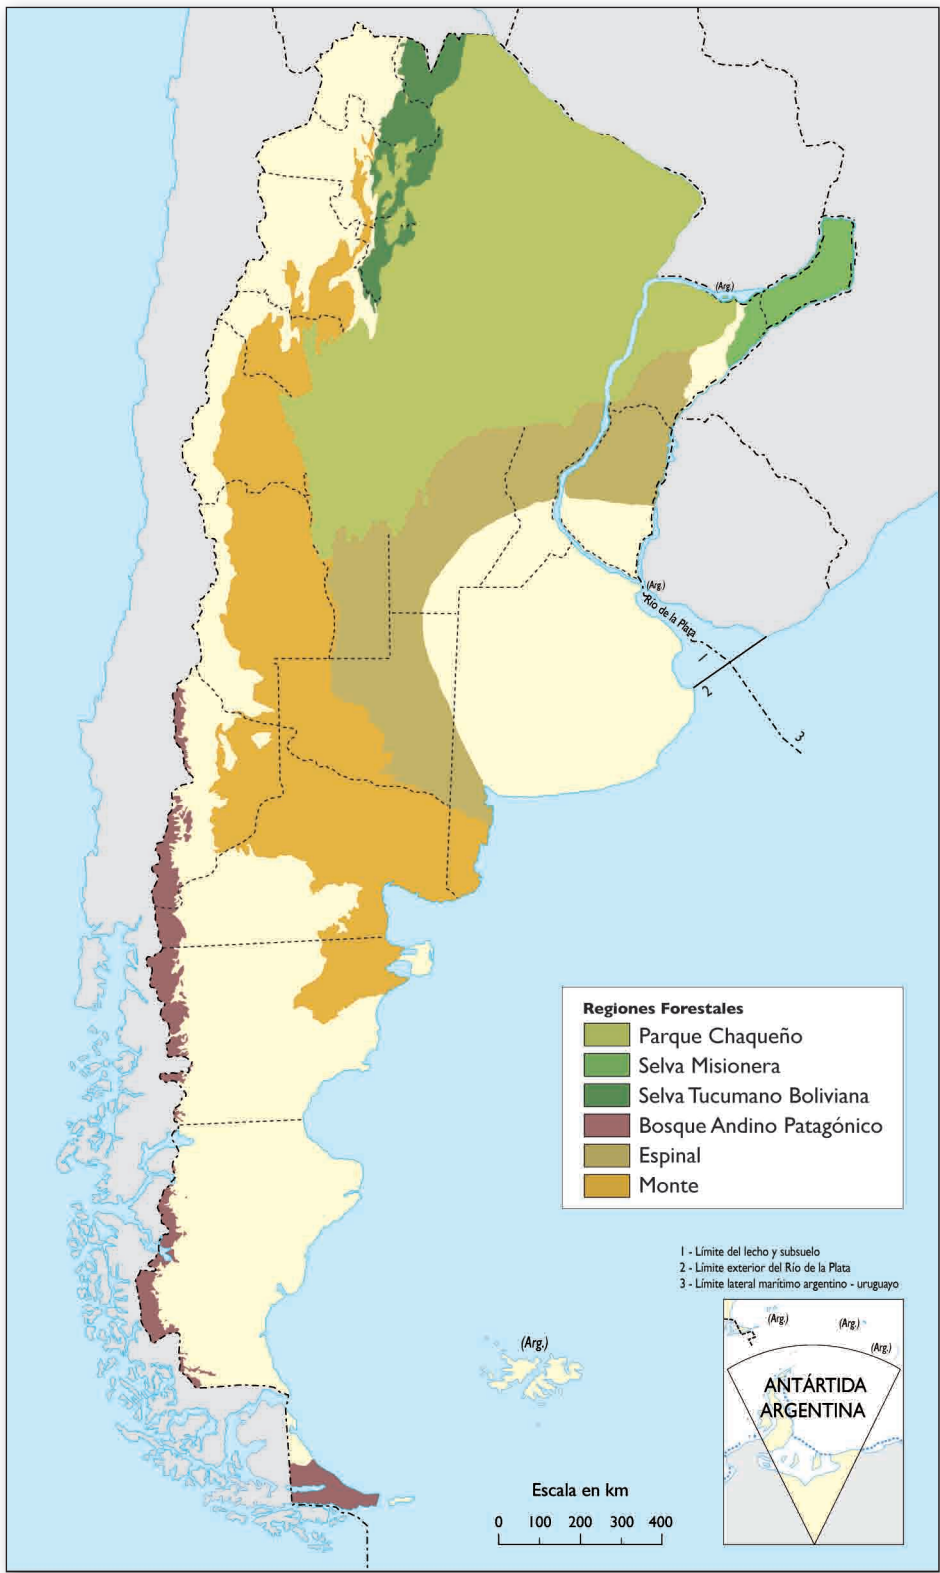 (Arg.)
(Arg.)
Río de la Plata
1
2
3
Regiones Forestales
Parque Chaqueño
Selva Misionera
Selva Tucumano Boliviana
Bosque Andino Patagónico
Espinal
Monte
1 - Límite del lecho y subsuelo
2 - Límite exterior del Río de la Plata
3 - Límite lateral marítimo argentino - uruguayo
(Arg.)
(Arg.)
(Arg.)
(Arg.)
ANTÁRTIDA
ARGENTINA
Escala en km
0 100 200 300 400